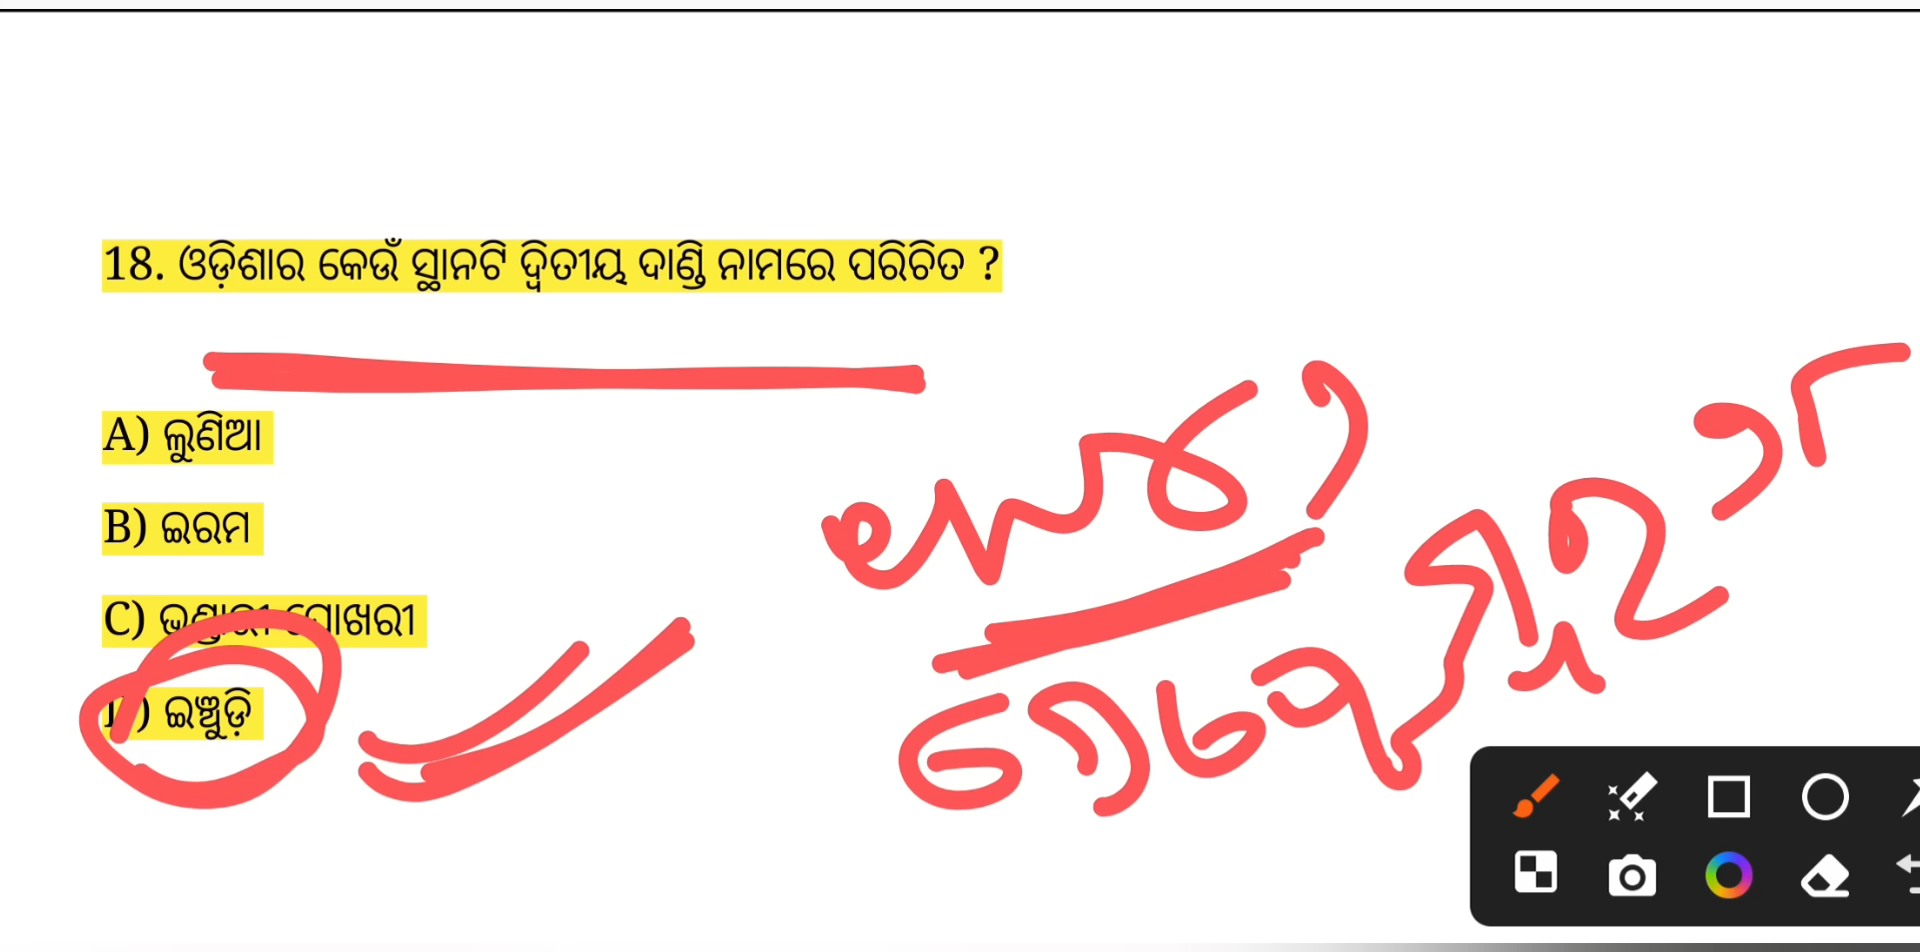 18. ଓଡ଼ିଶାର କେଉଁ ସ୍ଥାନଟି ଦ୍ୱିତୀୟ ଦାଣ୍ଡି ନାମରେ ପରିଚିତ ?
A) ଲୁଣିଆ
B) ଇରମ
C) ଭଣ୍ଡାରୀ ପୋଖରୀ
D) ଇଞ୍ଚୁଡ଼ି